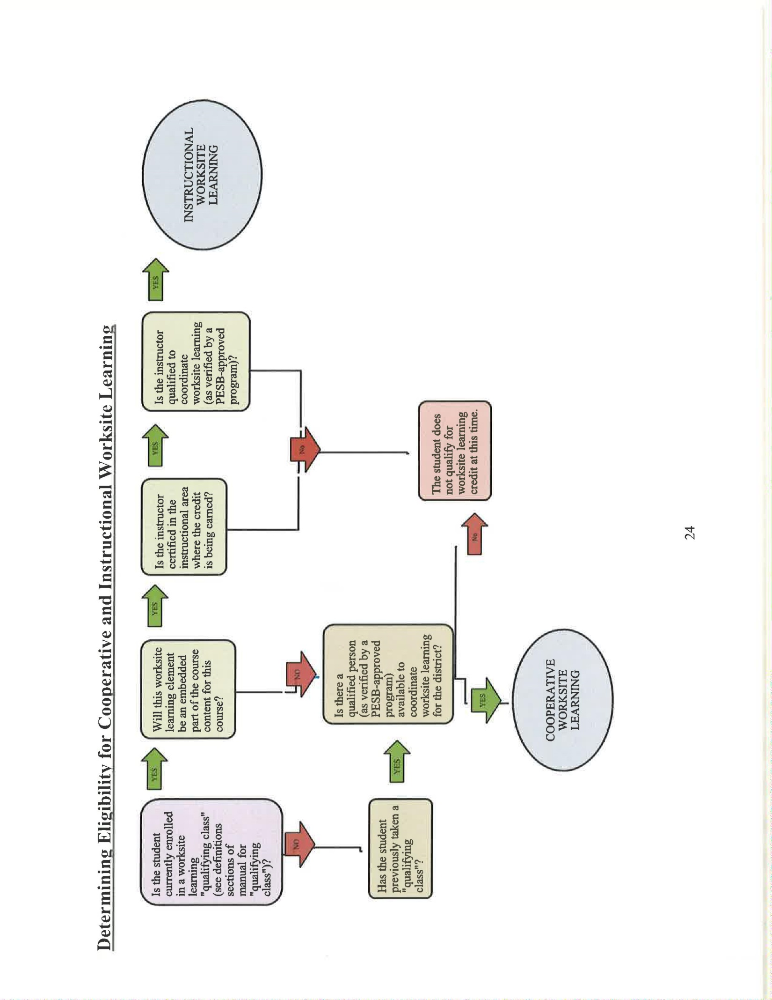 Determining Eligibility for Cooperative and Instructional Worksite Learning
Is the student
currently enrolled
in a worksite
learning
"qualifying class"
(see definitions
sections of
manual for
"qualifying
class")?
YES
Will this worksite
learning element
be an embedded
part of the course
content for this
course?
YES
Is the instructor
certified in the
instructional area
where the credit
is being earned?
YES
Is the instructor
qualified to
coordinate
worksite learning
(as verified by a
PESB-approved
program)?
YES
INSTRUCTIONAL
WORKSITE
LEARNING
NO
NO
No
Has the student
previously taken a
"qualifying
class"?
YES
Is there a
qualified person
(as verified by a
PESB-approved
program)
available to
coordinate
worksite learning
for the district?
The student does
not qualify for
worksite learning
credit at this time.
YES
No
COOPERATIVE
WORKSITE
LEARNING
24